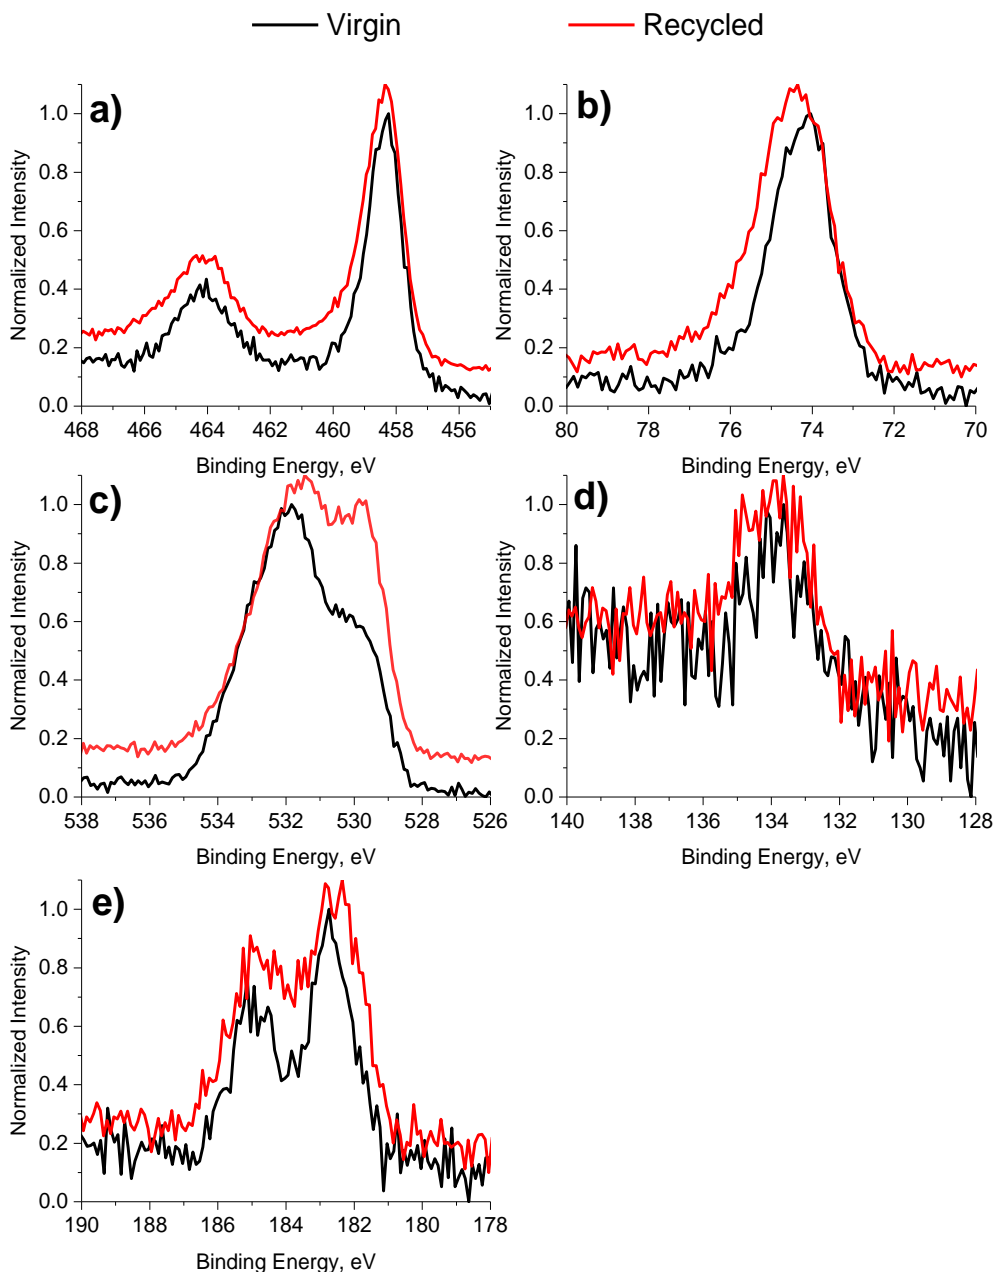 Virgin Recycled
a)
Normalized Intensity
1.0
0.8
0.6
0.4
0.2
0.0
468 466 464 462 460 458 456
Binding Energy, eV
b)
Normalized Intensity
1.0
0.8
0.6
0.4
0.2
0.0
80 78 76 74 72 70
Binding Energy, eV
c)
Normalized Intensity
1.0
0.8
0.6
0.4
0.2
0.0
538 536 534 532 530 528 526
Binding Energy, eV
d)
Normalized Intensity
1.0
0.8
0.6
0.4
0.2
0.0
140 138 136 134 132 130 128
Binding Energy, eV
e)
Normalized Intensity
1.0
0.8
0.6
0.4
0.2
0.0
190 188 186 184 182 180 178
Binding Energy, eV